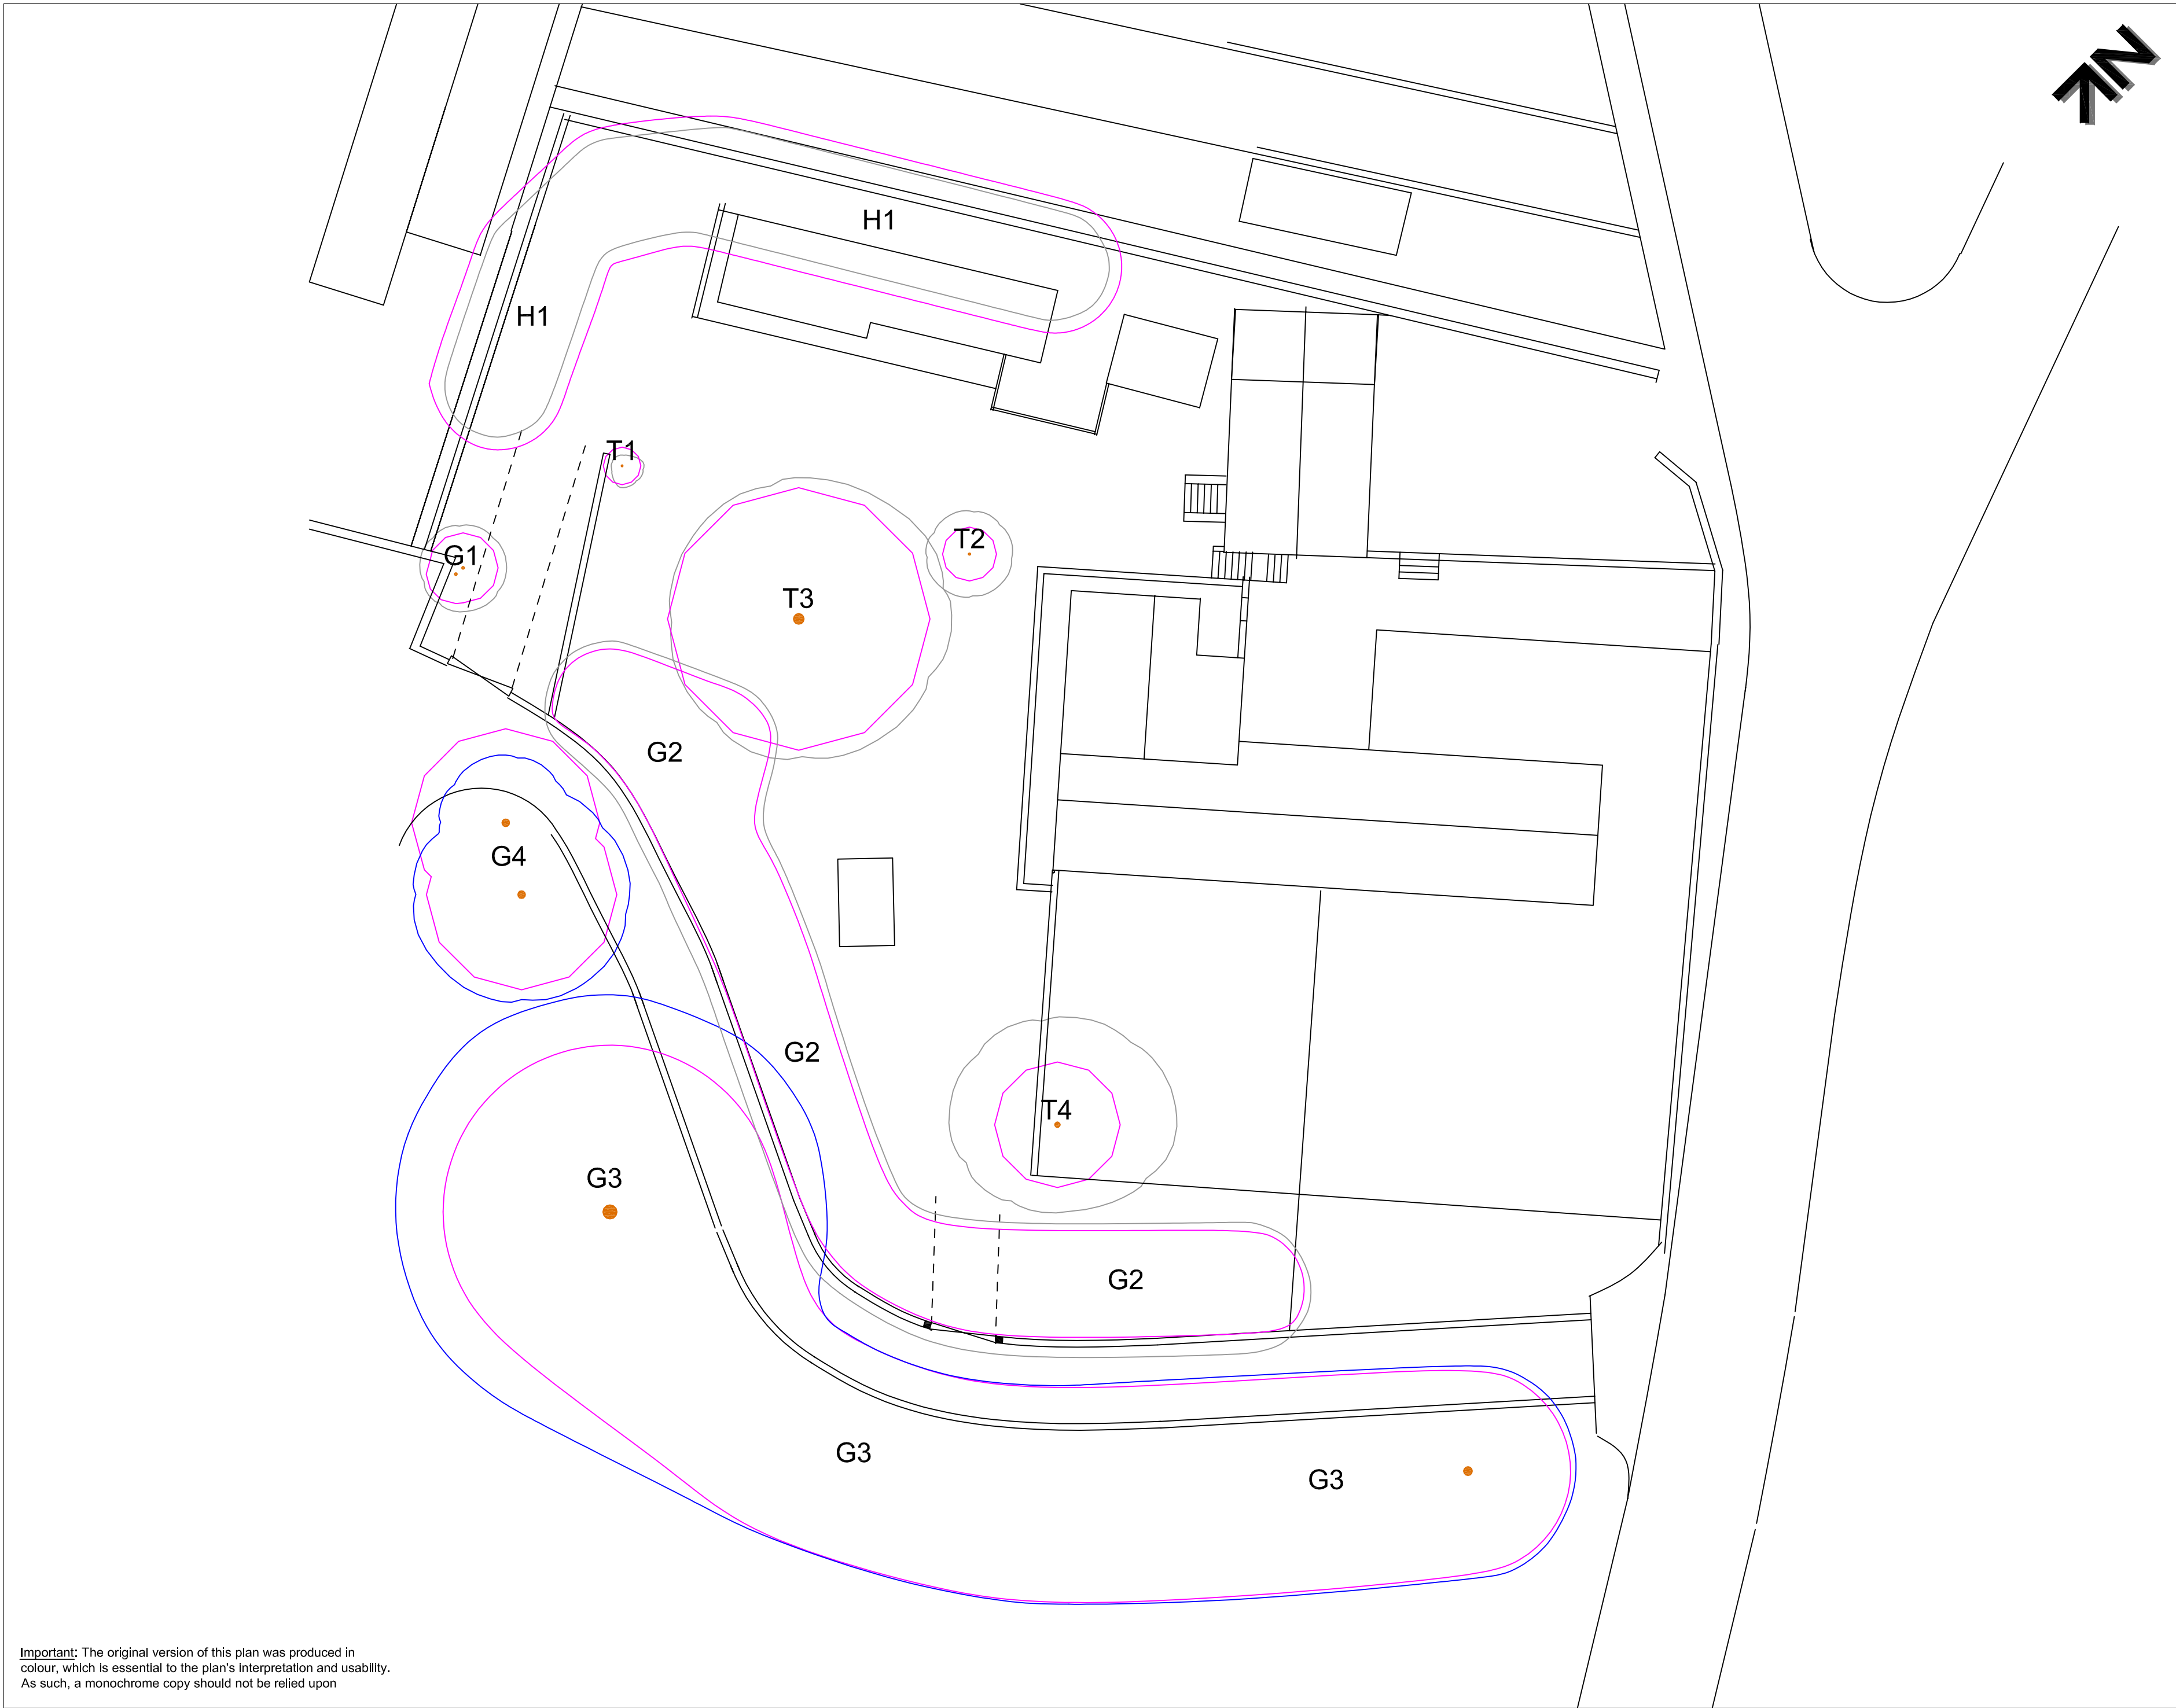 N
H1
H1
T1
G1
T2
T3
G2
G4
G2
T4
G3
G2
G3
G3
Important: The original version of this plan was produced in
colour, which is essential to the plan's interpretation and usability.
As such, a monochrome copy should not be relied upon